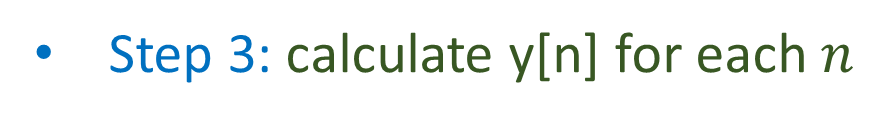 • Step 3: calculate y[n] for each n